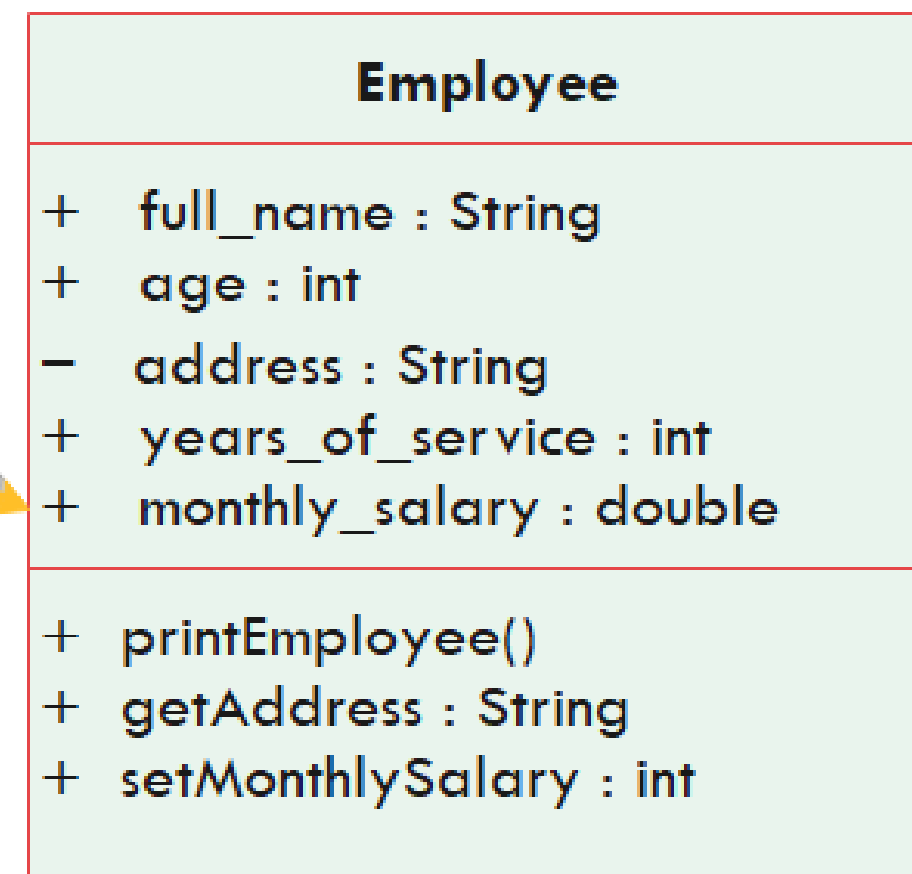 Employee
+ full_name : String
+ age : int
− address : String
+ years_of_service : int
+ monthly_salary : double
+ printEmployee()
+ getAddress : String
+ setMonthlySalary : int